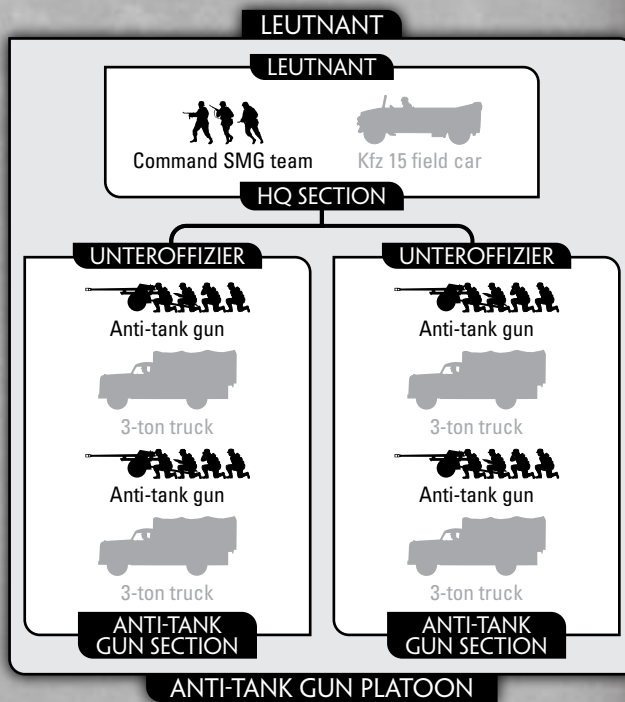 LEUTNANT
LEUTNANT
Command SMG team
Kfz 15 field car
HQ SECTION
UNTEROFFIZIER
Anti-tank gun
3-ton truck
Anti-tank gun
3-ton truck
ANTI-TANK
GUN SECTION
UNTEROFFIZIER
Anti-tank gun
3-ton truck
Anti-tank gun
3-ton truck
ANTI-TANK
GUN SECTION
ANTI-TANK GUN PLATOON